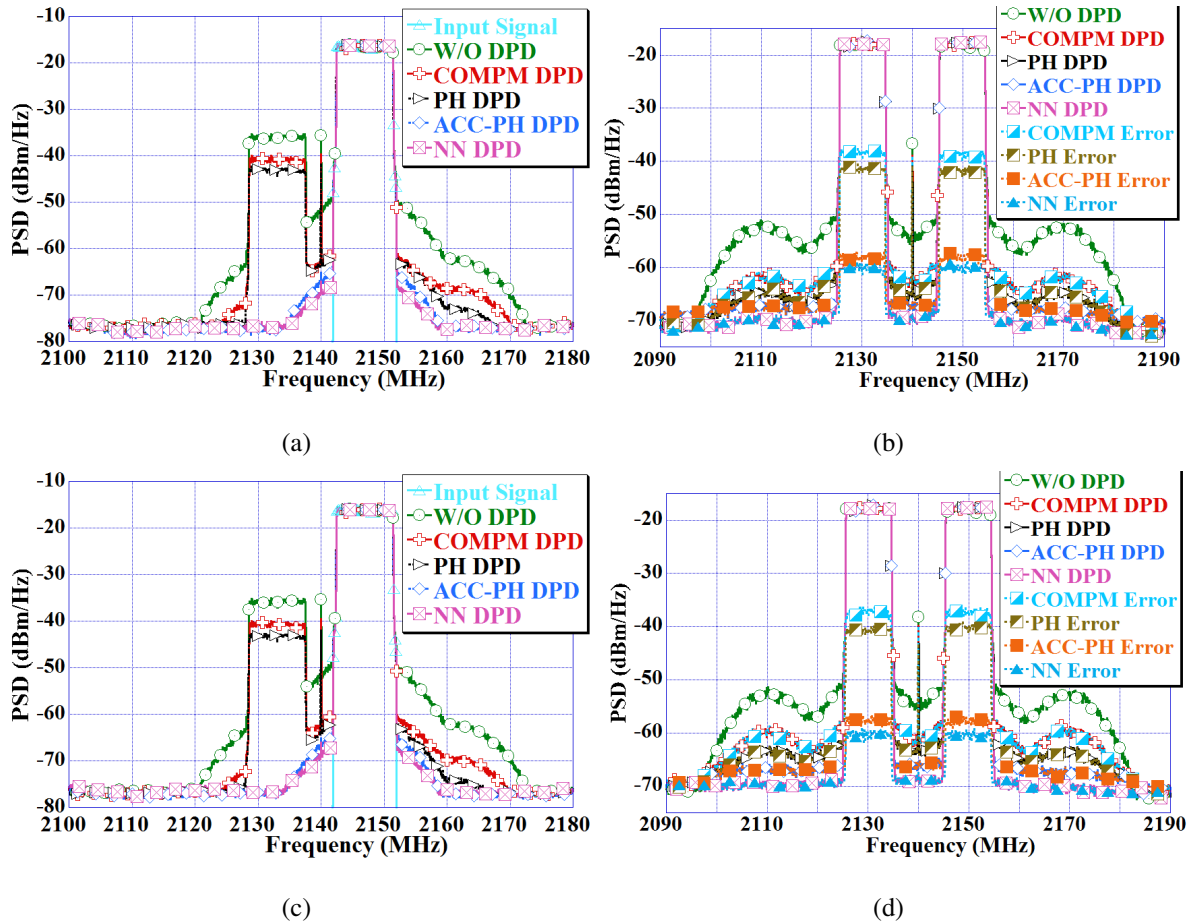 -10
-20
-30
-40
-50
-60
-70
-80
PSD (dBm/Hz)
2100 2110 2120 2130 2140 2150 2160 2170 2180
Frequency (MHz)
Input Signal
W/O DPD
COMPM DPD
PH DPD
ACC-PH DPD
NN DPD
(a)
-20
-30
-40
-50
-60
-70
PSD (dBm/Hz)
2090 2110 2130 2150 2170 2190
Frequency (MHz)
W/O DPD
COMPM DPD
PH DPD
ACC-PH DPD
NN DPD
COMPM Error
PH Error
ACC-PH Error
NN Error
(b)
-10
-20
-30
-40
-50
-60
-70
-80
PSD (dBm/Hz)
2100 2110 2120 2130 2140 2150 2160 2170 2180
Frequency (MHz)
Input Signal
W/O DPD
COMPM DPD
PH DPD
ACC-PH DPD
NN DPD
(c)
-20
-30
-40
-50
-60
-70
PSD (dBm/Hz)
2090 2110 2130 2150 2170 2190
Frequency (MHz)
W/O DPD
COMPM DPD
PH DPD
ACC-PH DPD
NN DPD
COMPM Error
PH Error
ACC-PH Error
NN Error
(d)